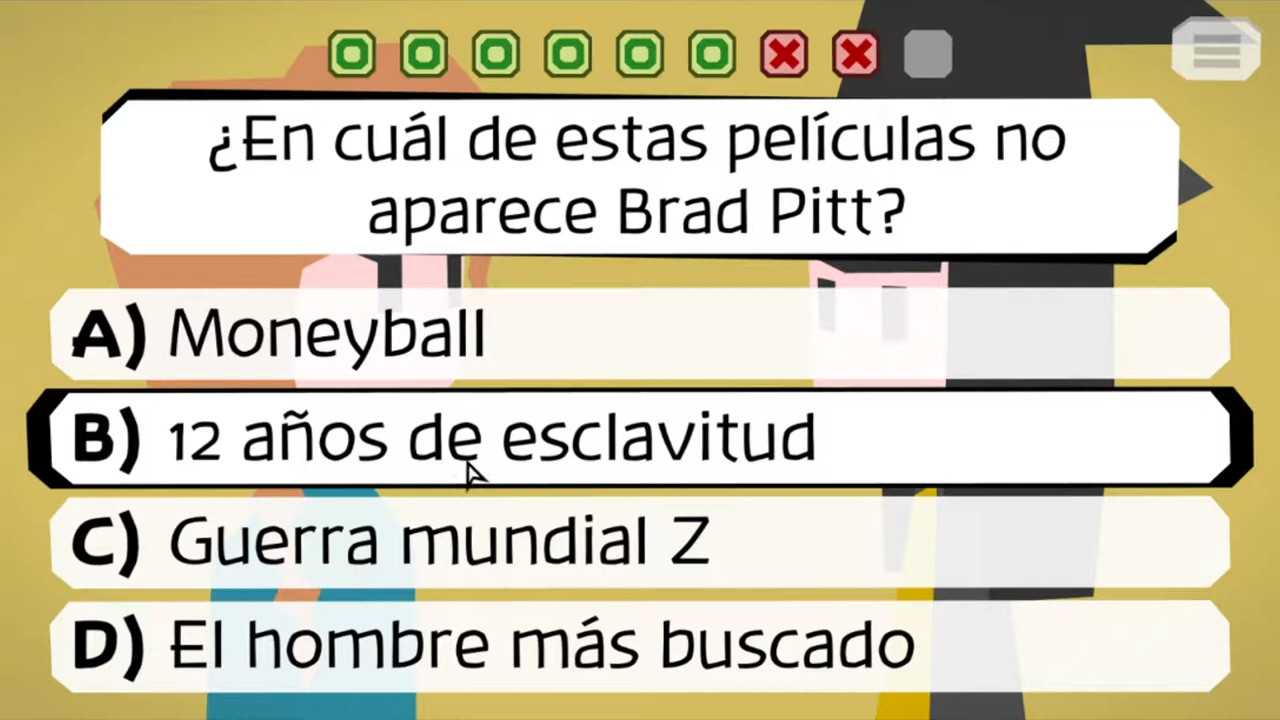 ¿En cuál de estas películas no
aparece Brad Pitt?
A) Moneyball
B) 12 años de esclavitud
C) Guerra mundial Z
D) El hombre más buscado